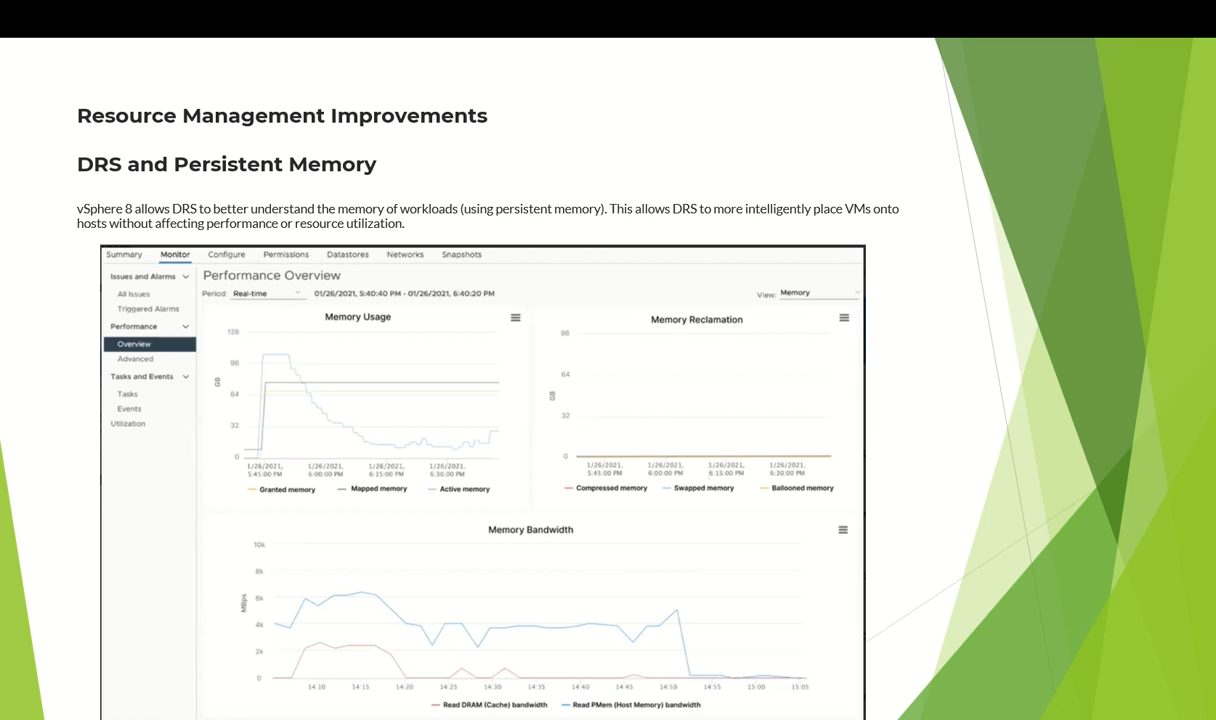 Resource Management Improvements
DRS and Persistent Memory
vSphere 8 allows DRS to better understand the memory of workloads (using persistent memory). This allows DRS to more intelligently place VMs onto
hosts without affecting performance or resource utilization.
Summary Monitor Configure Permissions Datastores Networks Snapshots
Issues and Alarms
All Issues
Triggered Alarms
Performance
Overview
Advanced
Tasks and Events
Tasks
Events
Utilization
Performance Overview
Period: Real-time 01/26/2021, 5:40:40 PM - 01/26/2021, 6:40:20 PM View: Memory
Memory Usage
128
96
64
32
0
GB
1/26/2021, 1/26/2021, 1/26/2021, 1/26/2021,
5:45:00 PM 6:00:00 PM 6:15:00 PM 6:30:00 PM
Granted memory Mapped memory Active memory
Memory Reclamation
96
64
32
0
GB
1/26/2021, 1/26/2021, 1/26/2021, 1/26/2021,
5:45:00 PM 6:00:00 PM 6:15:00 PM 6:30:00 PM
Compressed memory Swapped memory Ballooned memory
Memory Bandwidth
10k
8k
6k
4k
2k
0
MBps
14:10 14:15 14:20 14:25 14:30 14:35 14:40 14:45 14:50 14:55 15:00 15:05
Read DRAM (Cache) bandwidth Read PMem (Host Memory) bandwidth